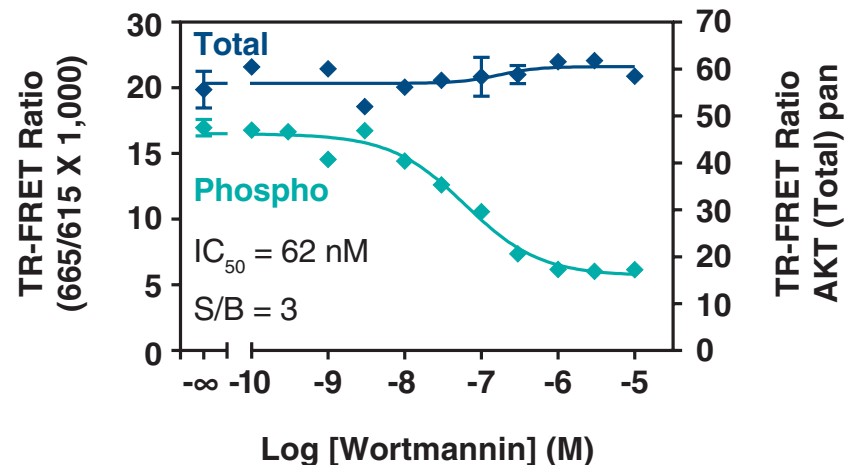 TR-FRET Ratio
(665/615 X 1,000)
30
25
20
15
10
5
0
Total
Phospho
IC50 = 62 nM
S/B = 3
70
60
50
40
30
20
10
0
TR-FRET Ratio
AKT (Total) pan
-∞ -10 -9 -8 -7 -6 -5
Log [Wortmannin] (M)